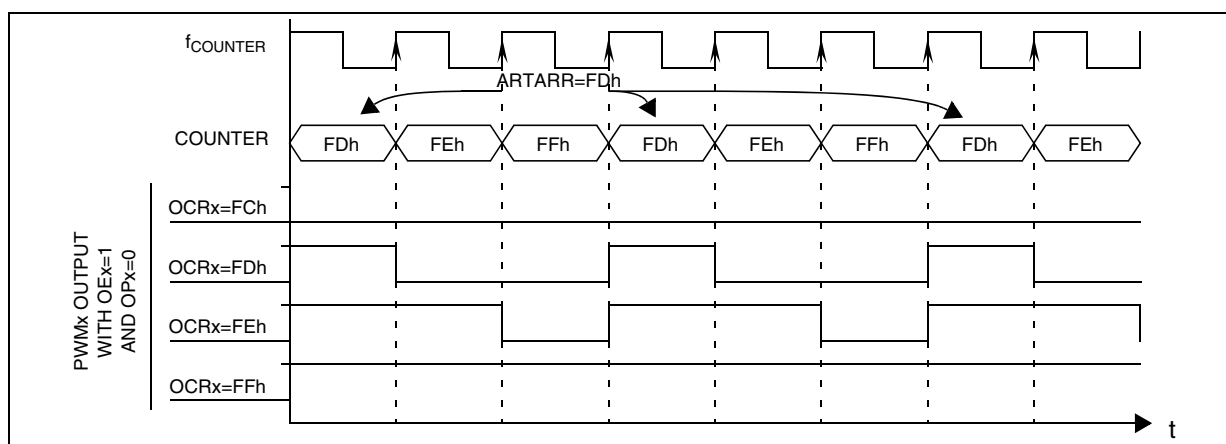 fCOUNTER
ARTARR=FDh
COUNTER
FDh FEh FFh FDh FEh FFh FDh FEh
PWMx OUTPUT
WITH OEx=1
AND OPx=0
OCRx=FCh
OCRx=FDh
OCRx=FEh
OCRx=FFh
t